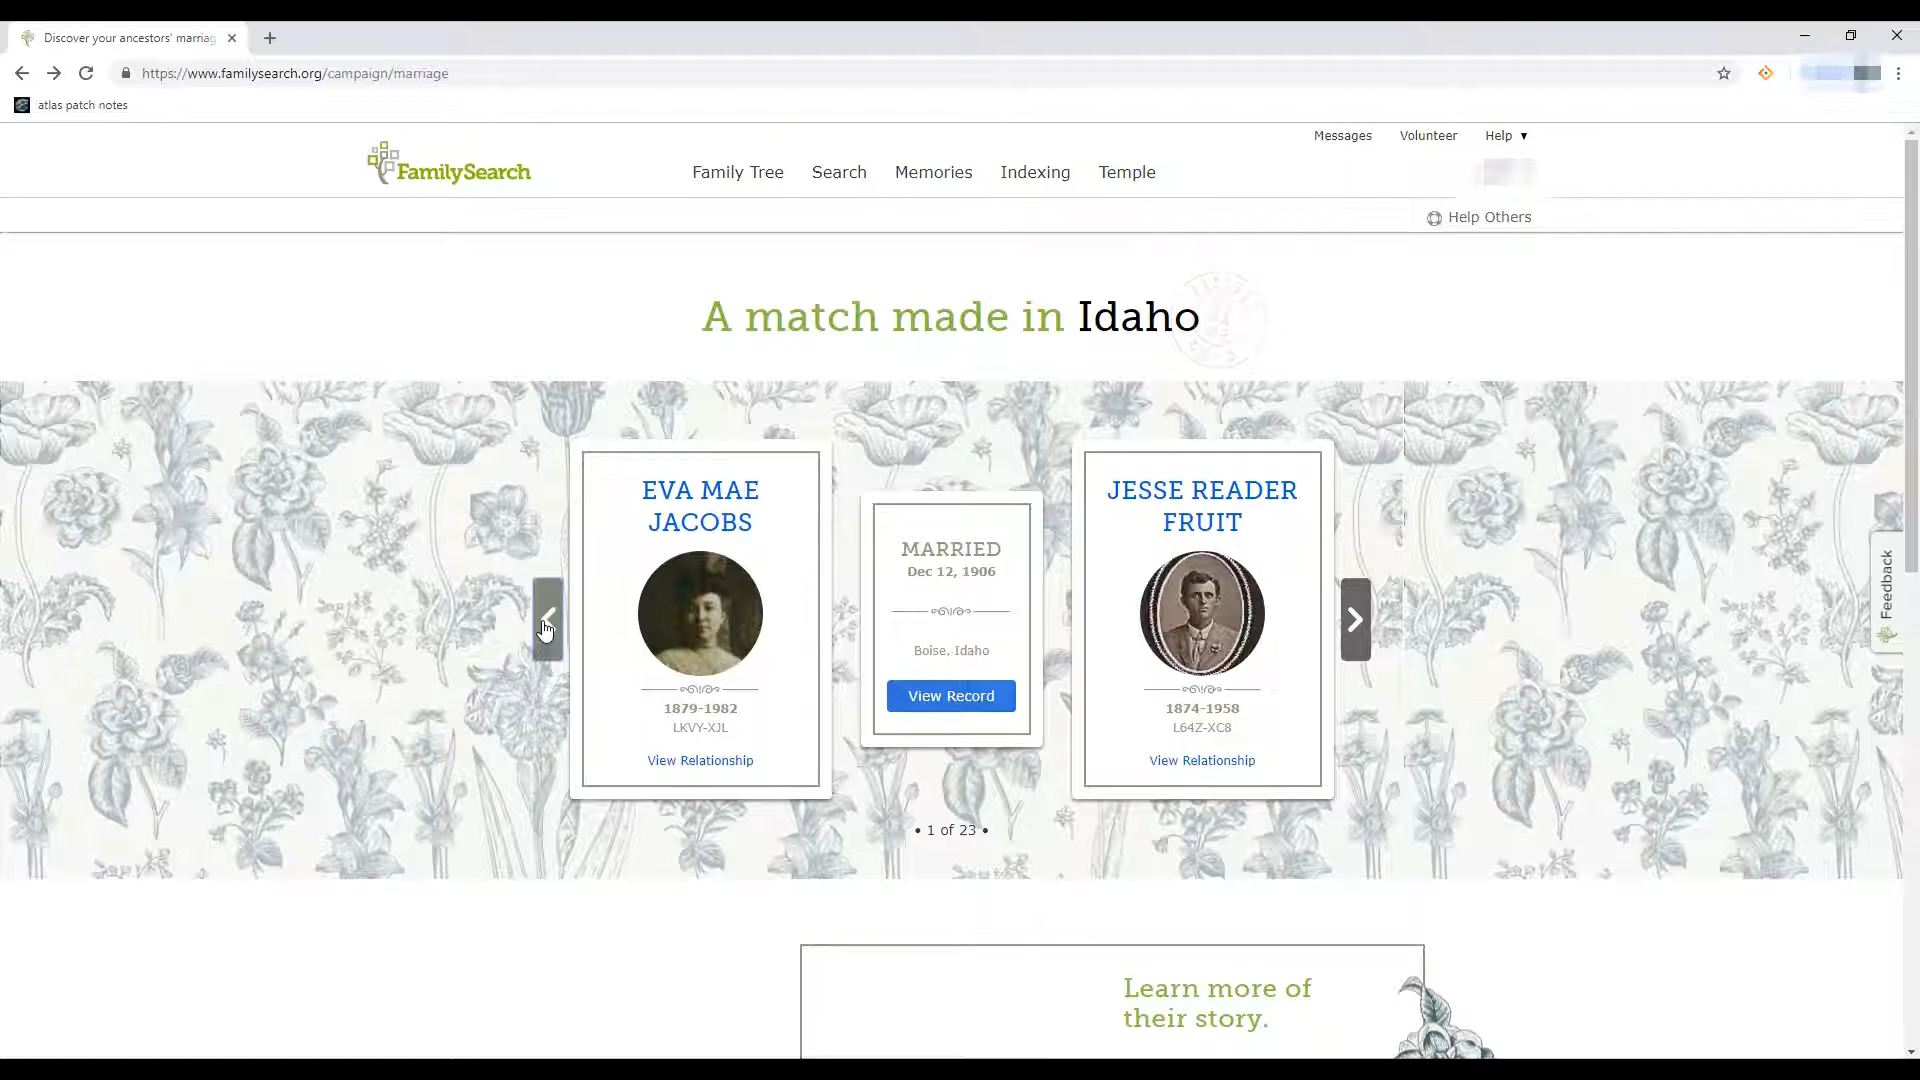 Discover your ancestors' marriag
https://www.familysearch.org/campaign/marriage
atlas patch notes
Messages
Volunteer
Help ▼
FamilySearch
Family Tree
Search
Memories
Indexing
Temple
Help Others
A match made in Idaho
EVA MAE
JACOBS
1879-1982
LKVY-XJL
View Relationship
MARRIED
Dec 12, 1906
Boise, Idaho
View Record
JESSE READER
FRUIT
1874-1958
L64Z-XC8
View Relationship
• 1 of 23 •
Feedback
Learn more of
their story.